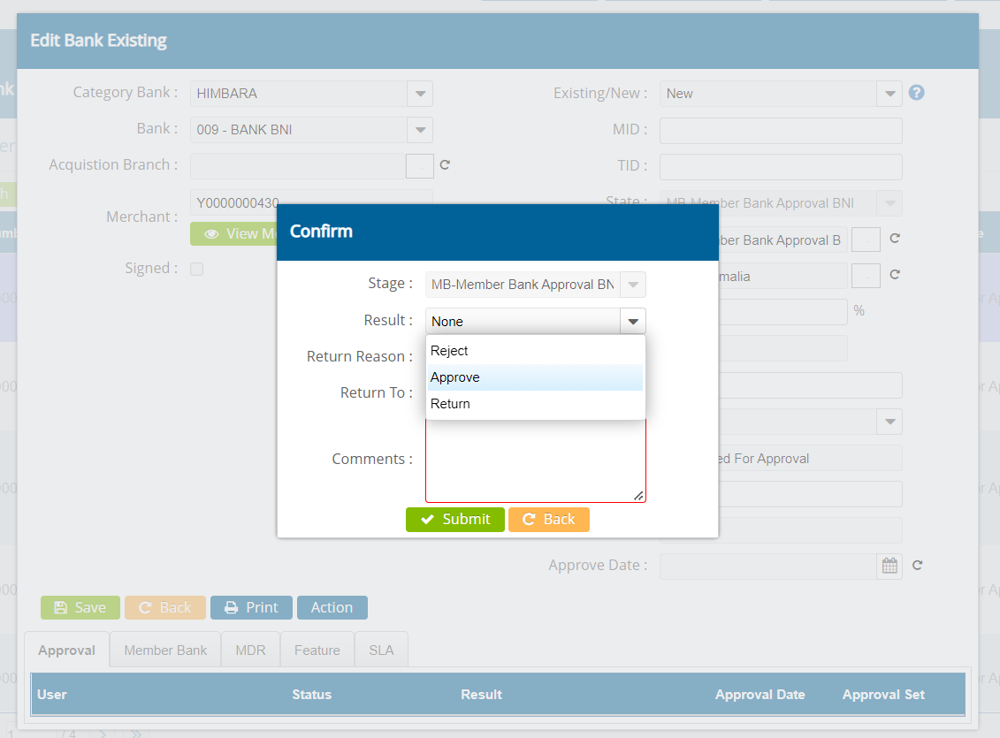 Edit Bank Existing
Category Bank : HIMBARA
Existing/New : New
Bank : 009 - BANK BNI
MID :
Acquistion Branch :
TID :
Merchant : Y0000000430
State : MB-Member Bank Approval BNI
View M
ber Bank Approval B
Signed :
malia
%
ed For Approval
Approve Date :
Confirm
Stage : MB-Member Bank Approval BN
Result : None
Reject
Approve
Return
Return Reason :
Return To :
Comments :
Submit Back
Save Back Print Action
Approval Member Bank MDR Feature SLA
User Status Result Approval Date Approval Set
1 / 4